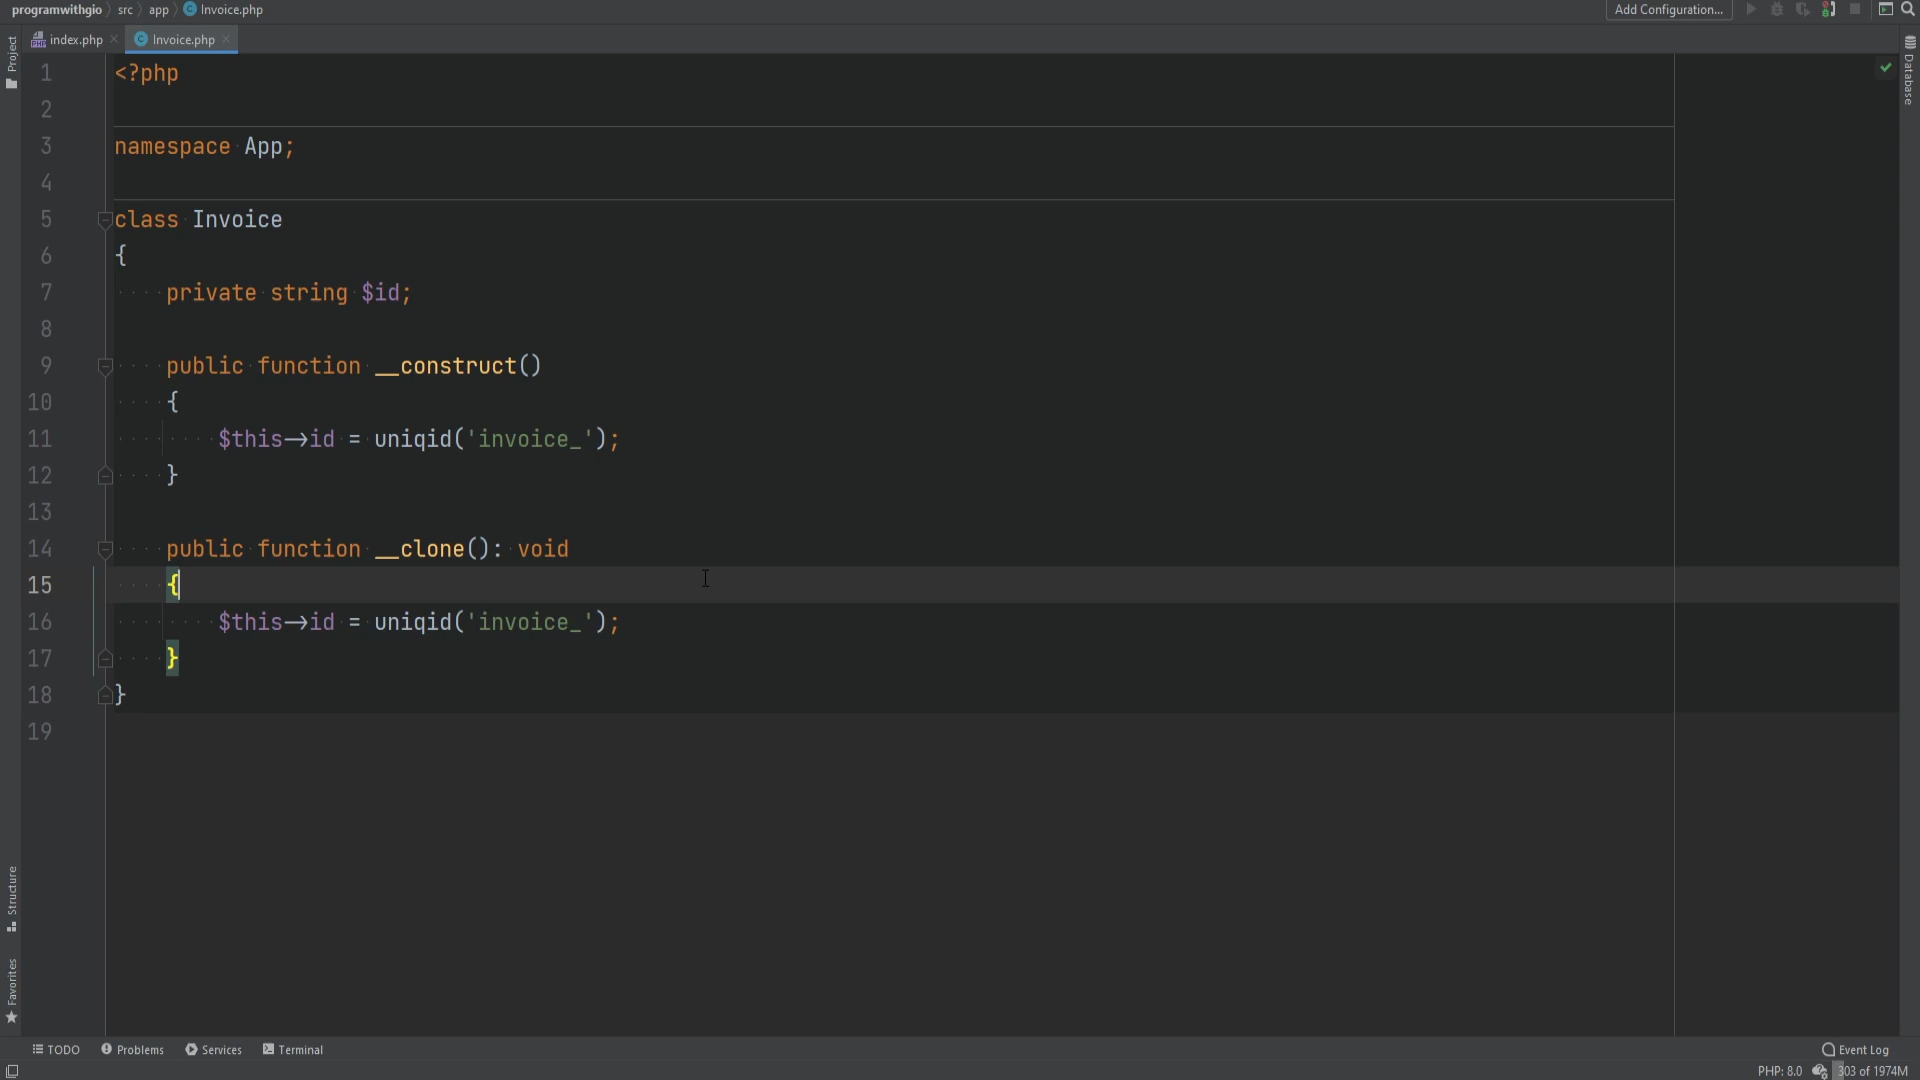 programwithgio src app Invoice.php Add Configuration...
index.php Invoice.php
Project
Database
1 <?php
2
3 namespace App;
4
5 class Invoice
6 {
7 private string $id;
8
9 public function __construct()
10 {
11 $this->id = uniqid('invoice_');
12 }
13
14 public function __clone(): void
15 {
16 $this->id = uniqid('invoice_');
17 }
18 }
19
Structure
Favorites
TODO Problems Services Terminal Event Log
PHP: 8.0 303 of 1974M